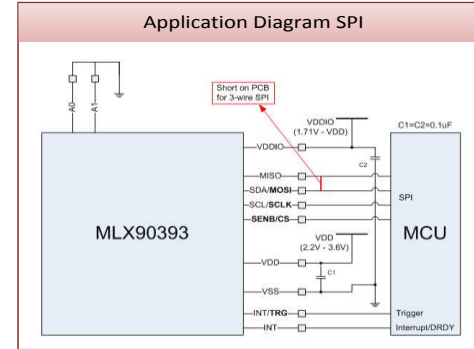 Application Diagram SPI
A0
A1
Short on PCB
for 3-wire SPI
VDDIO
(1.71V - VDD)
C1=C2=0.1uF
VDDIO
C2
MISO
SDA/MOSI
SPI
SCL/SCLK
MLX90393
SENB/CS
MCU
VDD
(2.2V - 3.6V)
VDD
C1
VSS
INT/TRG
Trigger
INT
Interrupt/DRDY